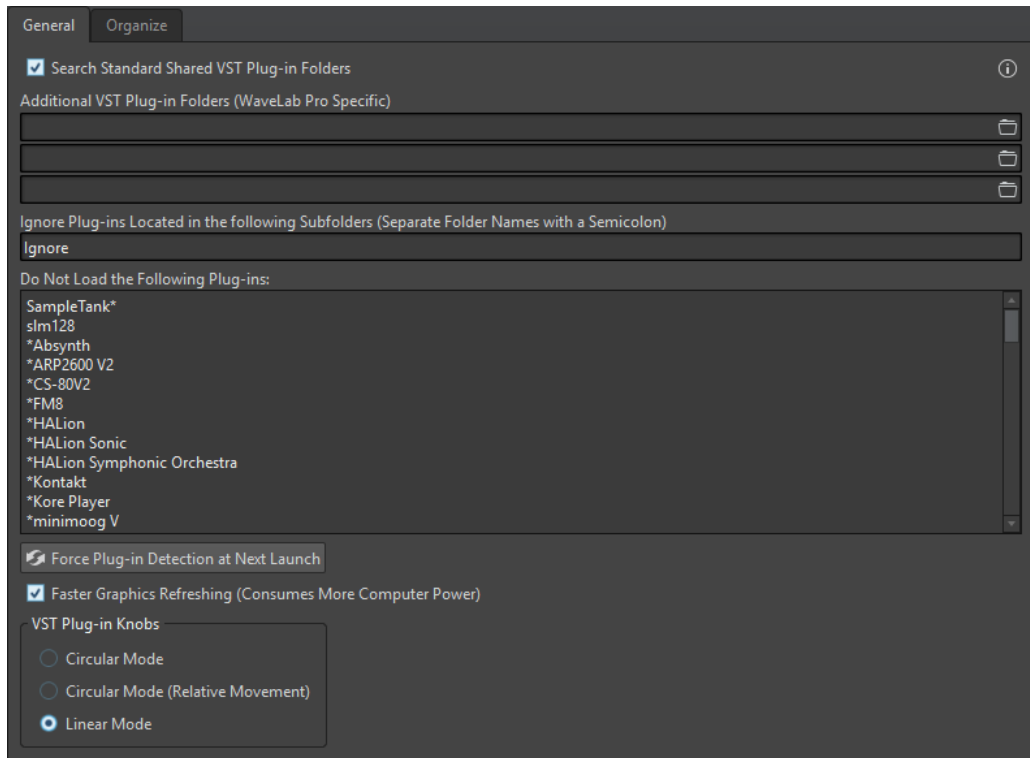 General
Organize
Search Standard Shared VST Plug-in Folders
Additional VST Plug-in Folders (WaveLab Pro Specific)
Ignore Plug-ins Located in the following Subfolders (Separate Folder Names with a Semicolon)
Ignore
Do Not Load the Following Plug-ins:
SampleTank*
slm128
*Absynth
*ARP2600 V2
*CS-80V2
*FM8
*HALion
*HALion Sonic
*HALion Symphonic Orchestra
*Kontakt
*Kore Player
*minimoog V
Force Plug-in Detection at Next Launch
Faster Graphics Refreshing (Consumes More Computer Power)
VST Plug-in Knobs
Circular Mode
Circular Mode (Relative Movement)
Linear Mode